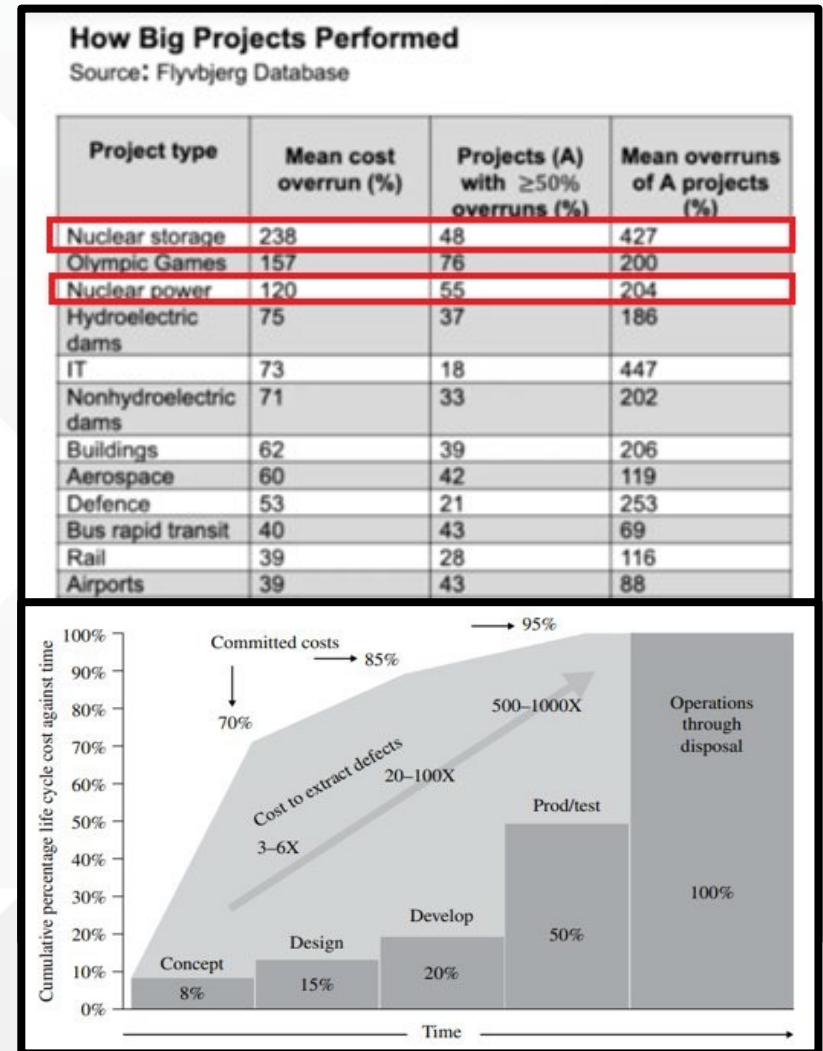 How Big Projects Performed
Source: Flyvbjerg Database
Project type Mean cost overrun (%) Projects (A) with ≥50% overruns (%) Mean overruns of A projects (%)
Nuclear storage 238 48 427
Olympic Games 157 76 200
Nuclear power 120 55 204
Hydroelectric dams 75 37 186
IT 73 18 447
Nonhydroelectric dams 71 33 202
Buildings 62 39 206
Aerospace 60 42 119
Defence 53 21 253
Bus rapid transit 40 43 69
Rail 39 28 116
Airports 39 43 88
Cumulative percentage life cycle cost against time
100%
90%
80%
70%
60%
50%
40%
30%
20%
10%
0%
Committed costs
70%
85%
95%
Cost to extract defects
3–6X
20–100X
500–1000X
Concept
8%
Design
15%
Develop
20%
Prod/test
50%
Operations
through
disposal
100%
Time